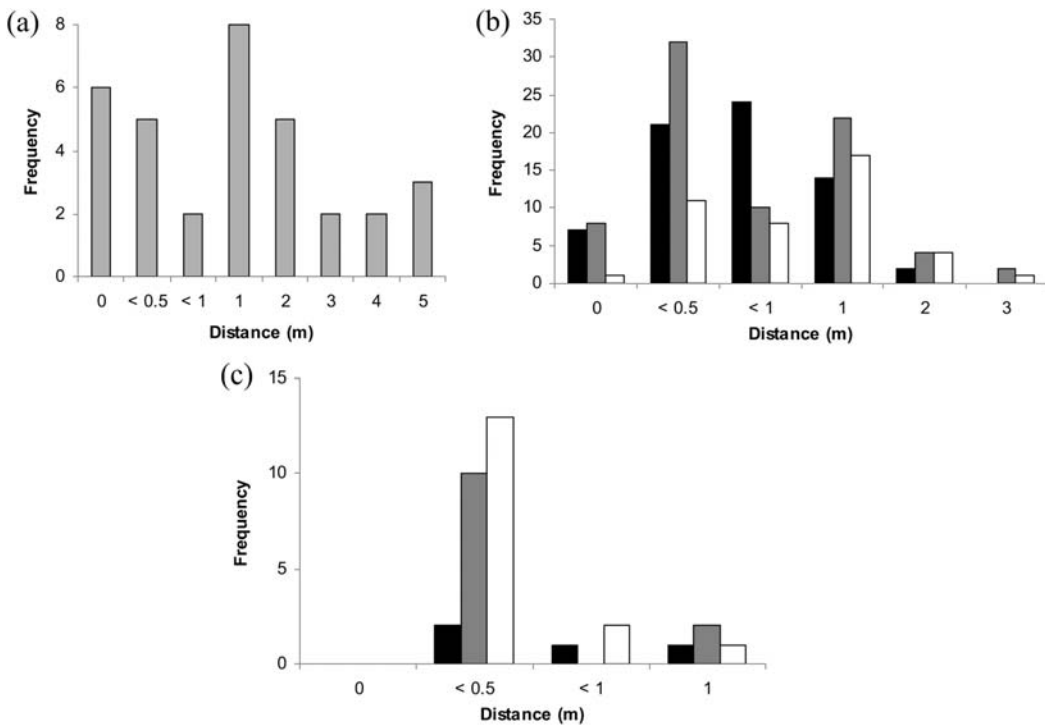 (a)
8
6
4
2
0
Frequency
0 < 0.5 < 1 1 2 3 4 5
Distance (m)
(b)
35
30
25
20
15
10
5
0
Frequency
0 < 0.5 < 1 1 2 3
Distance (m)
(c)
15
10
5
0
Frequency
0 < 0.5 < 1 1
Distance (m)